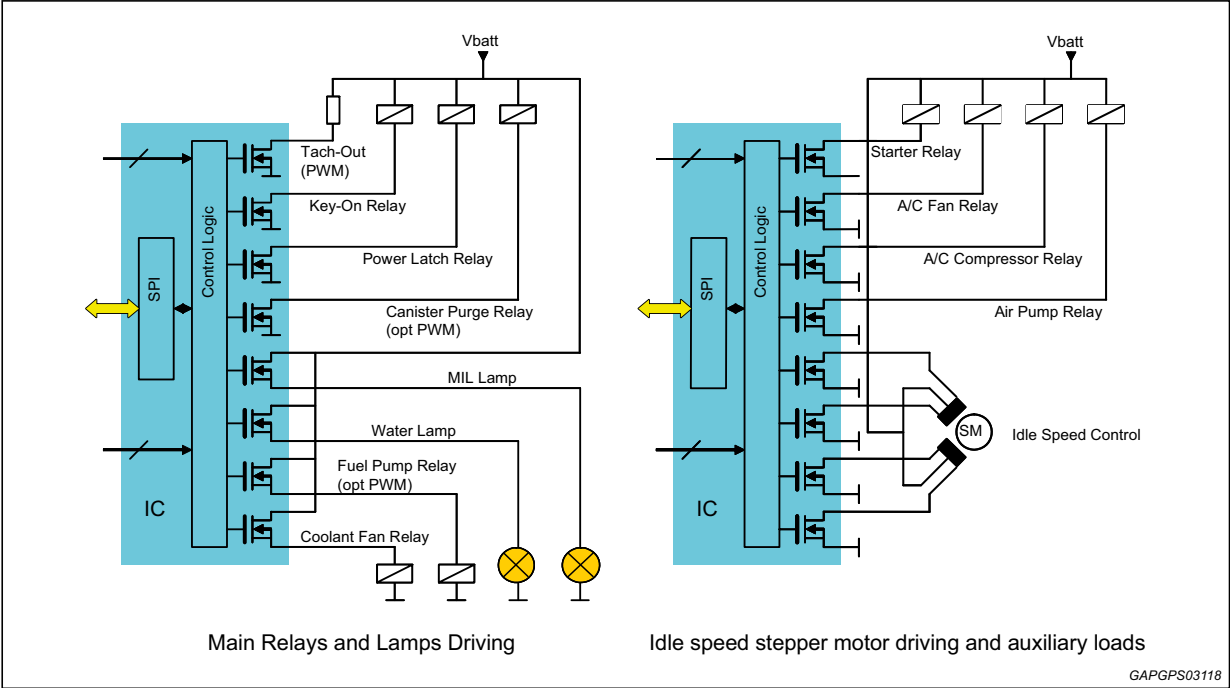 Vbatt
Tach-Out
(PWM)
Key-On Relay
Power Latch Relay
Canister Purge Relay
(opt PWM)
MIL Lamp
Water Lamp
Fuel Pump Relay
(opt PWM)
Coolant Fan Relay
Control Logic
SPI
IC
Main Relays and Lamps Driving
Vbatt
Starter Relay
A/C Fan Relay
A/C Compressor Relay
Air Pump Relay
SM
Idle Speed Control
Control Logic
SPI
IC
Idle speed stepper motor driving and auxiliary loads
GAPGPS03118